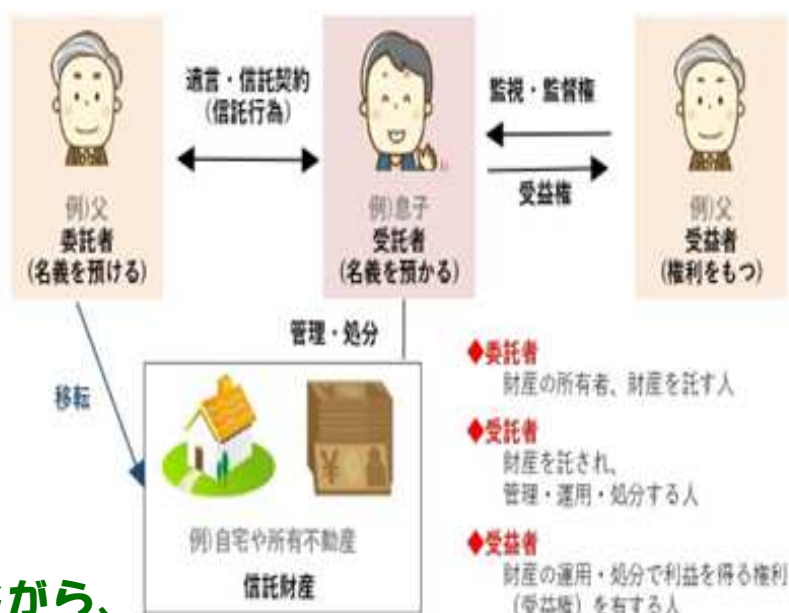 遺言・信託契約
(信託行為)
監視・監督権
受益権
例)父
委託者
(名義を預ける)
例)息子
受託者
(名義を預かる)
例)父
受益者
(権利をもつ)
管理・処分
移転
例)自宅や所有不動産
信託財産
◆委託者
財産の所有者、財産を託す人
◆受託者
財産を託され、
管理・運用・処分する人
◆受益者
財産の運用・処分で利益を得る権利
(受益権)を有する人
がら、